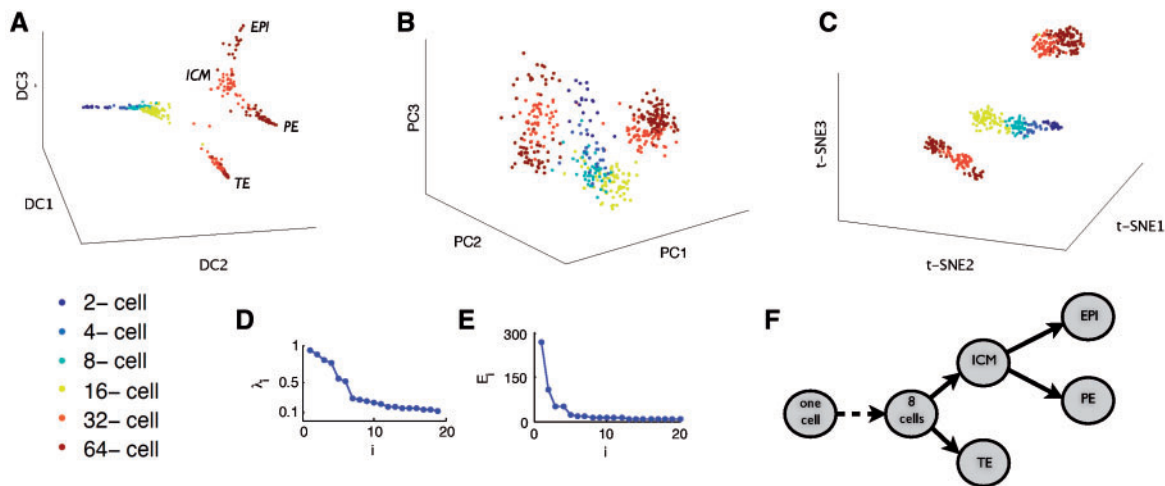 A
DC3
DC1
DC2
EPI
ICM
PE
TE
B
PC3
PC2
PC1
C
t-SNE3
t-SNE2
t-SNE1
2- cell
4- cell
8- cell
16- cell
32- cell
64- cell
D
λi
1
0.5
0.1
0
10
20
i
E
Ei
300
150
0
0
10
20
i
F
one
cell
8
cells
ICM
TE
EPI
PE